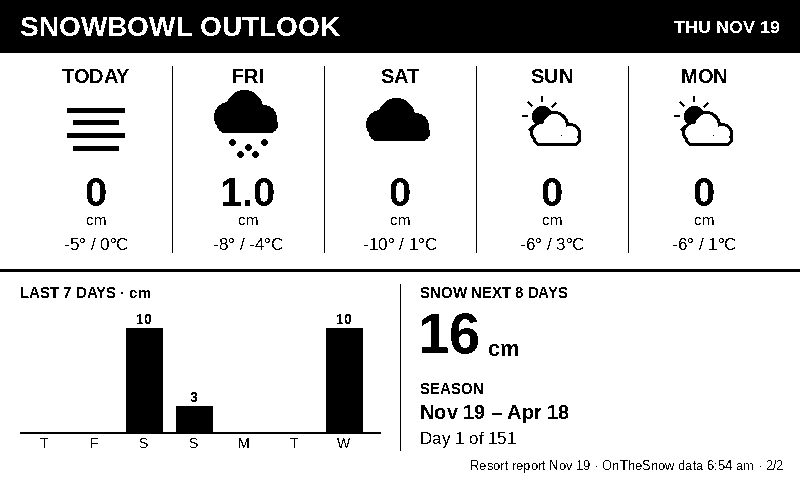 SNOWBOWL OUTLOOK THU NOV 19
TODAY FRI SAT SUN MON
0 1.0 0 0 0
cm cm cm cm cm
-5° / 0°C -8° / -4°C -10° / 1°C -6° / 3°C -6° / 1°C
LAST 7 DAYS · cm
10 3 10
T F S S M T W
SNOW NEXT 8 DAYS
16 cm
SEASON
Nov 19 – Apr 18
Day 1 of 151
Resort report Nov 19 · OnTheSnow data 6:54 am · 2/2